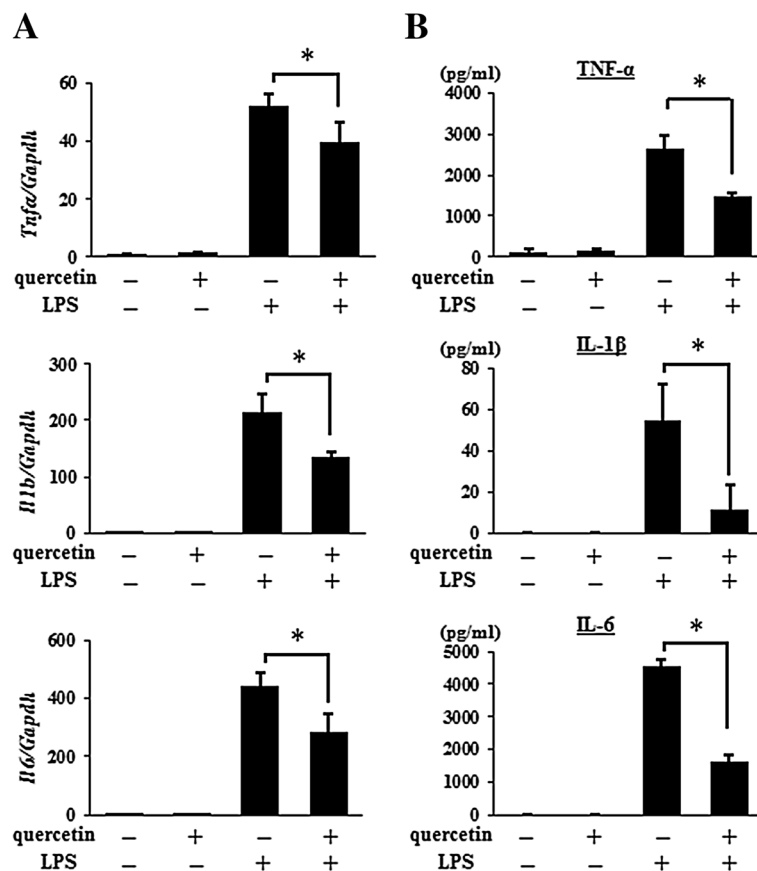 A
B
*
60
40
20
0
Tnfα/Gapdh
quercetin − + − +
LPS − − + +
(pg/ml)
TNF-α
*
4000
3000
2000
1000
0
quercetin − + − +
LPS − − + +
*
300
200
100
0
Il1b/Gapdh
quercetin − + − +
LPS − − + +
(pg/ml)
IL-1β
*
80
60
40
20
0
quercetin − + − +
LPS − − + +
*
600
400
200
0
Il6/Gapdh
quercetin − + − +
LPS − − + +
(pg/ml)
IL-6
*
5000
4000
3000
2000
1000
0
quercetin − + − +
LPS − − + +